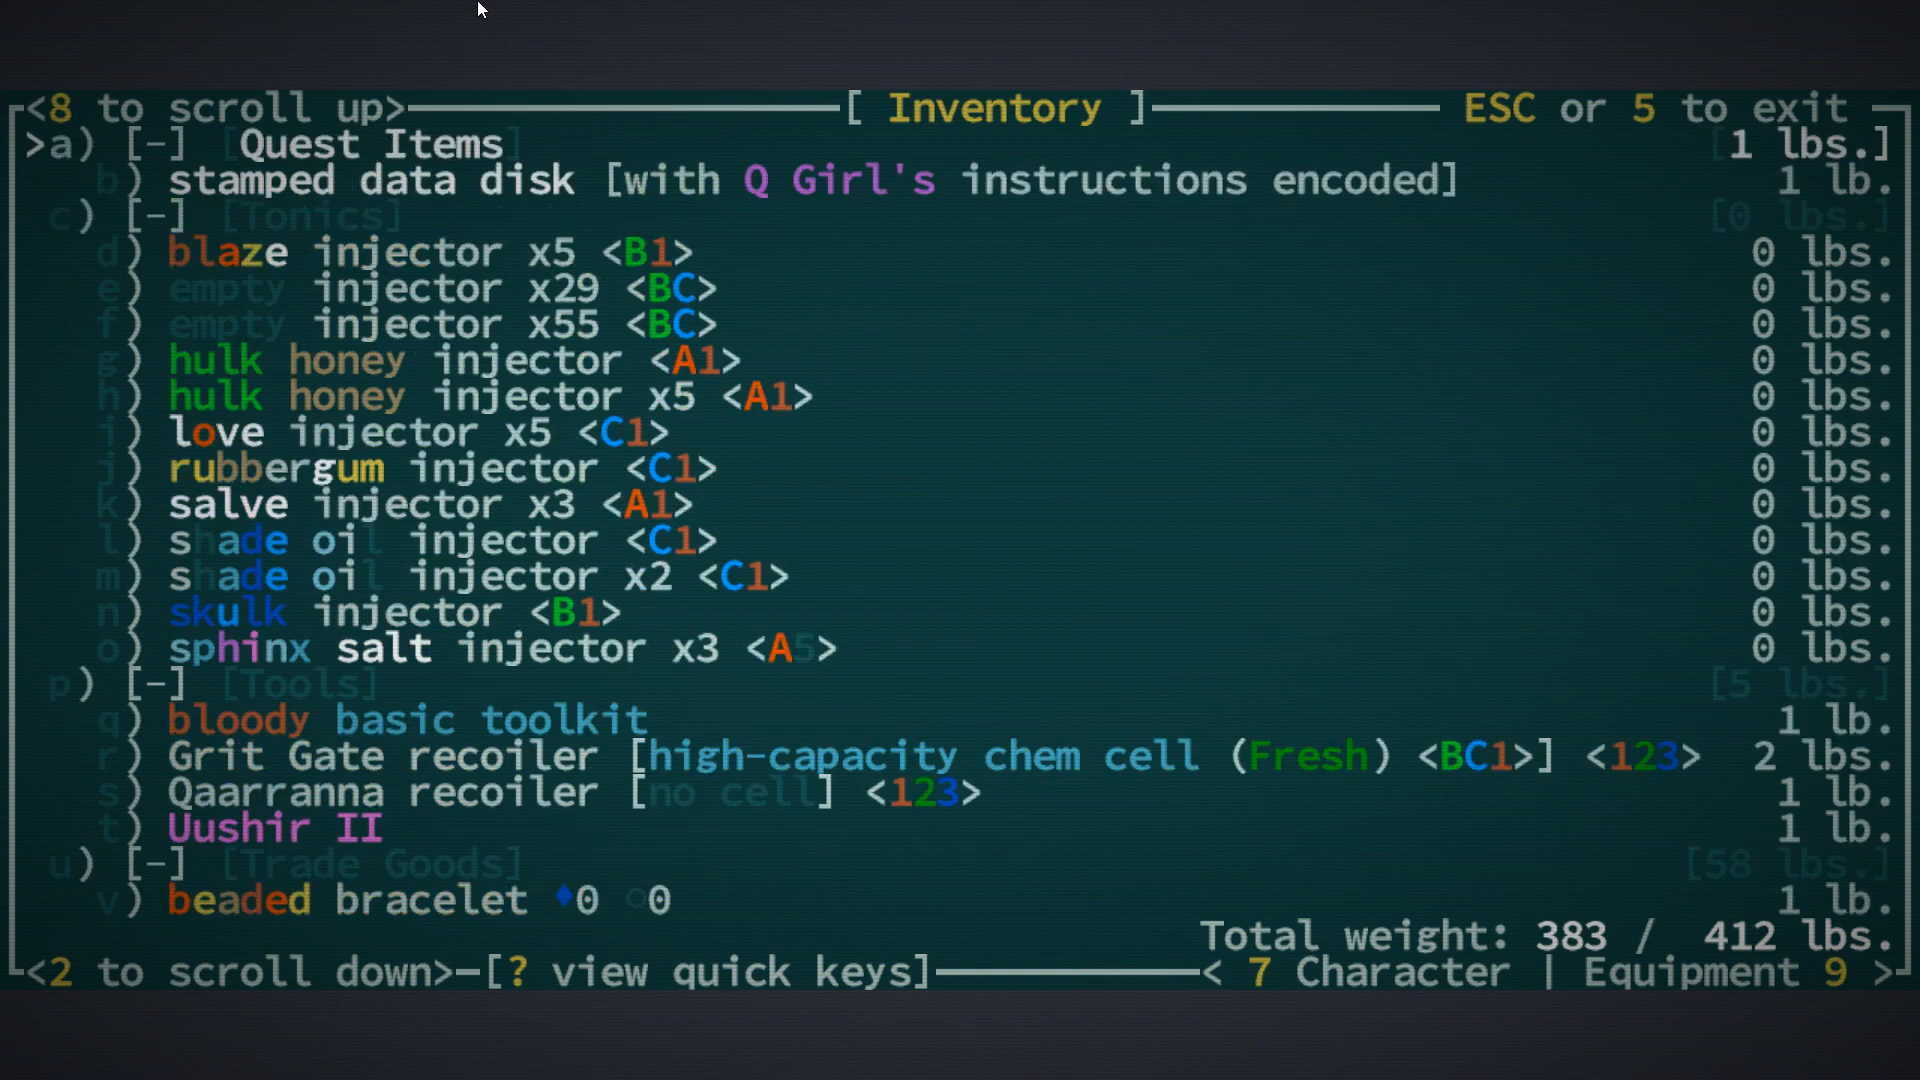 <8 to scroll up> [ Inventory ] ESC or 5 to exit
>a) [-] [Quest Items] [1 lbs.]
b) stamped data disk [with Q Girl's instructions encoded] 1 lb.
c) [-] [Tonics] [0 lbs.]
d) blaze injector x5 <B1> 0 lbs.
e) empty injector x29 <BC> 0 lbs.
f) empty injector x55 <BC> 0 lbs.
g) hulk honey injector <A1> 0 lbs.
h) hulk honey injector x5 <A1> 0 lbs.
i) love injector x5 <C1> 0 lbs.
j) rubbergum injector <C1> 0 lbs.
k) salve injector x3 <A1> 0 lbs.
l) shade oil injector <C1> 0 lbs.
m) shade oil injector x2 <C1> 0 lbs.
n) skulk injector <B1> 0 lbs.
o) sphinx salt injector x3 <A5> 0 lbs.
p) [-] [Tools] [5 lbs.]
q) bloody basic toolkit 1 lb.
r) Grit Gate recoiler [high-capacity chem cell (Fresh) <BC1>] <123> 2 lbs.
s) Qaarranna recoiler [no cell] <123> 1 lb.
t) Uushir II 1 lb.
u) [-] [Trade Goods] [58 lbs.]
v) beaded bracelet ♦0 ○0 1 lb.
Total weight: 383 / 412 lbs.
<2 to scroll down> [? view quick keys] < 7 Character | Equipment 9 >